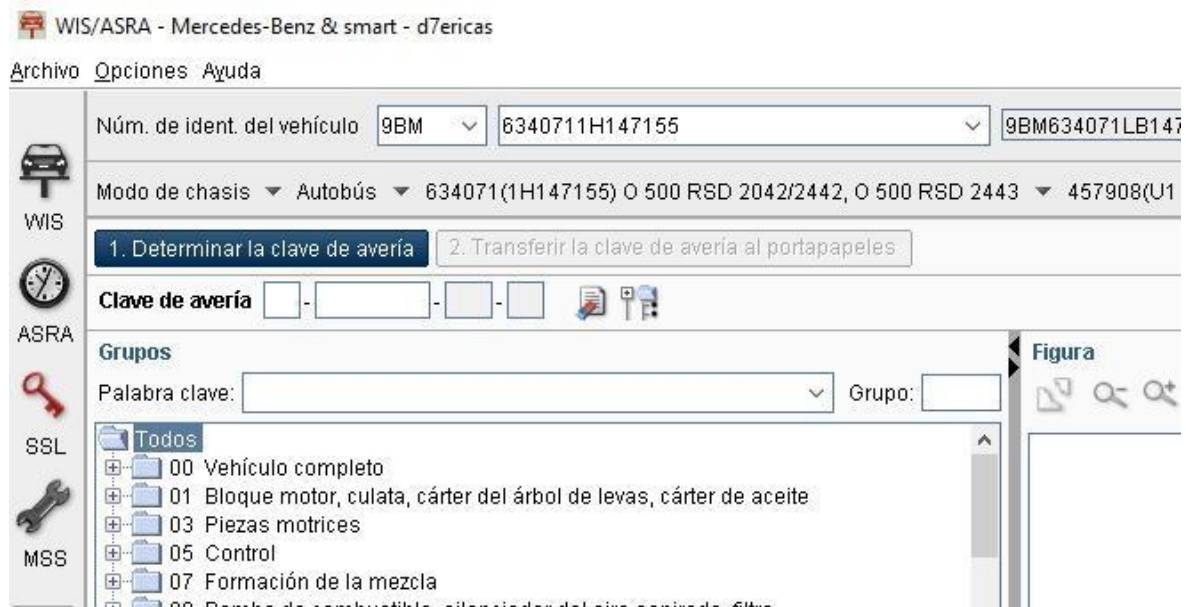 WIS/ASRA - Mercedes-Benz & smart - d7ericas
Archivo Opciones Ayuda
Núm. de ident. del vehículo 9BM 6340711H147155 9BM634071LB147
Modo de chasis Autobús 634071(1H147155) O 500 RSD 2042/2442, O 500 RSD 2443 457908(U1
WIS
1. Determinar la clave de avería 2. Transferir la clave de avería al portapapeles
Clave de avería - - -
ASRA
Grupos Figura
Palabra clave: Grupo:
SSL
Todos
00 Vehículo completo
01 Bloque motor, culata, cárter del árbol de levas, cárter de aceite
03 Piezas motrices
MSS
05 Control
07 Formación de la mezcla